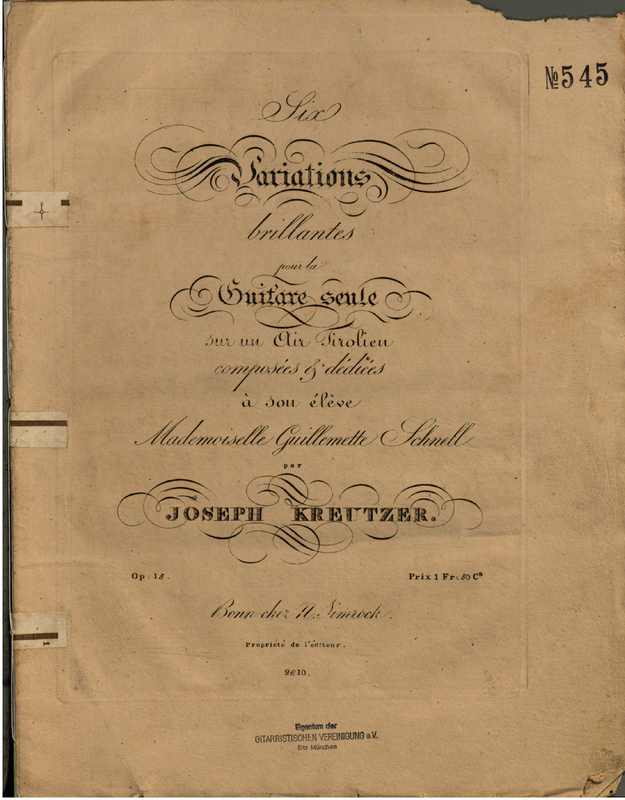 № 545
Six
Variations
brillantes
pour la
Guitare seule
sur un Air Tirolien
composées & dédiées
à son élève
Mademoiselle Guillemette Schnell
par
JOSEPH KREUTZER.
Op: 15.
Prix 1 Fr: 50 Cs
Bonn chez N. Simrock.
Propriété de l'éditeur.
2610.
Eigentum der
GITARRISTISCHEN VEREINIGUNG e.V.
Sitz München